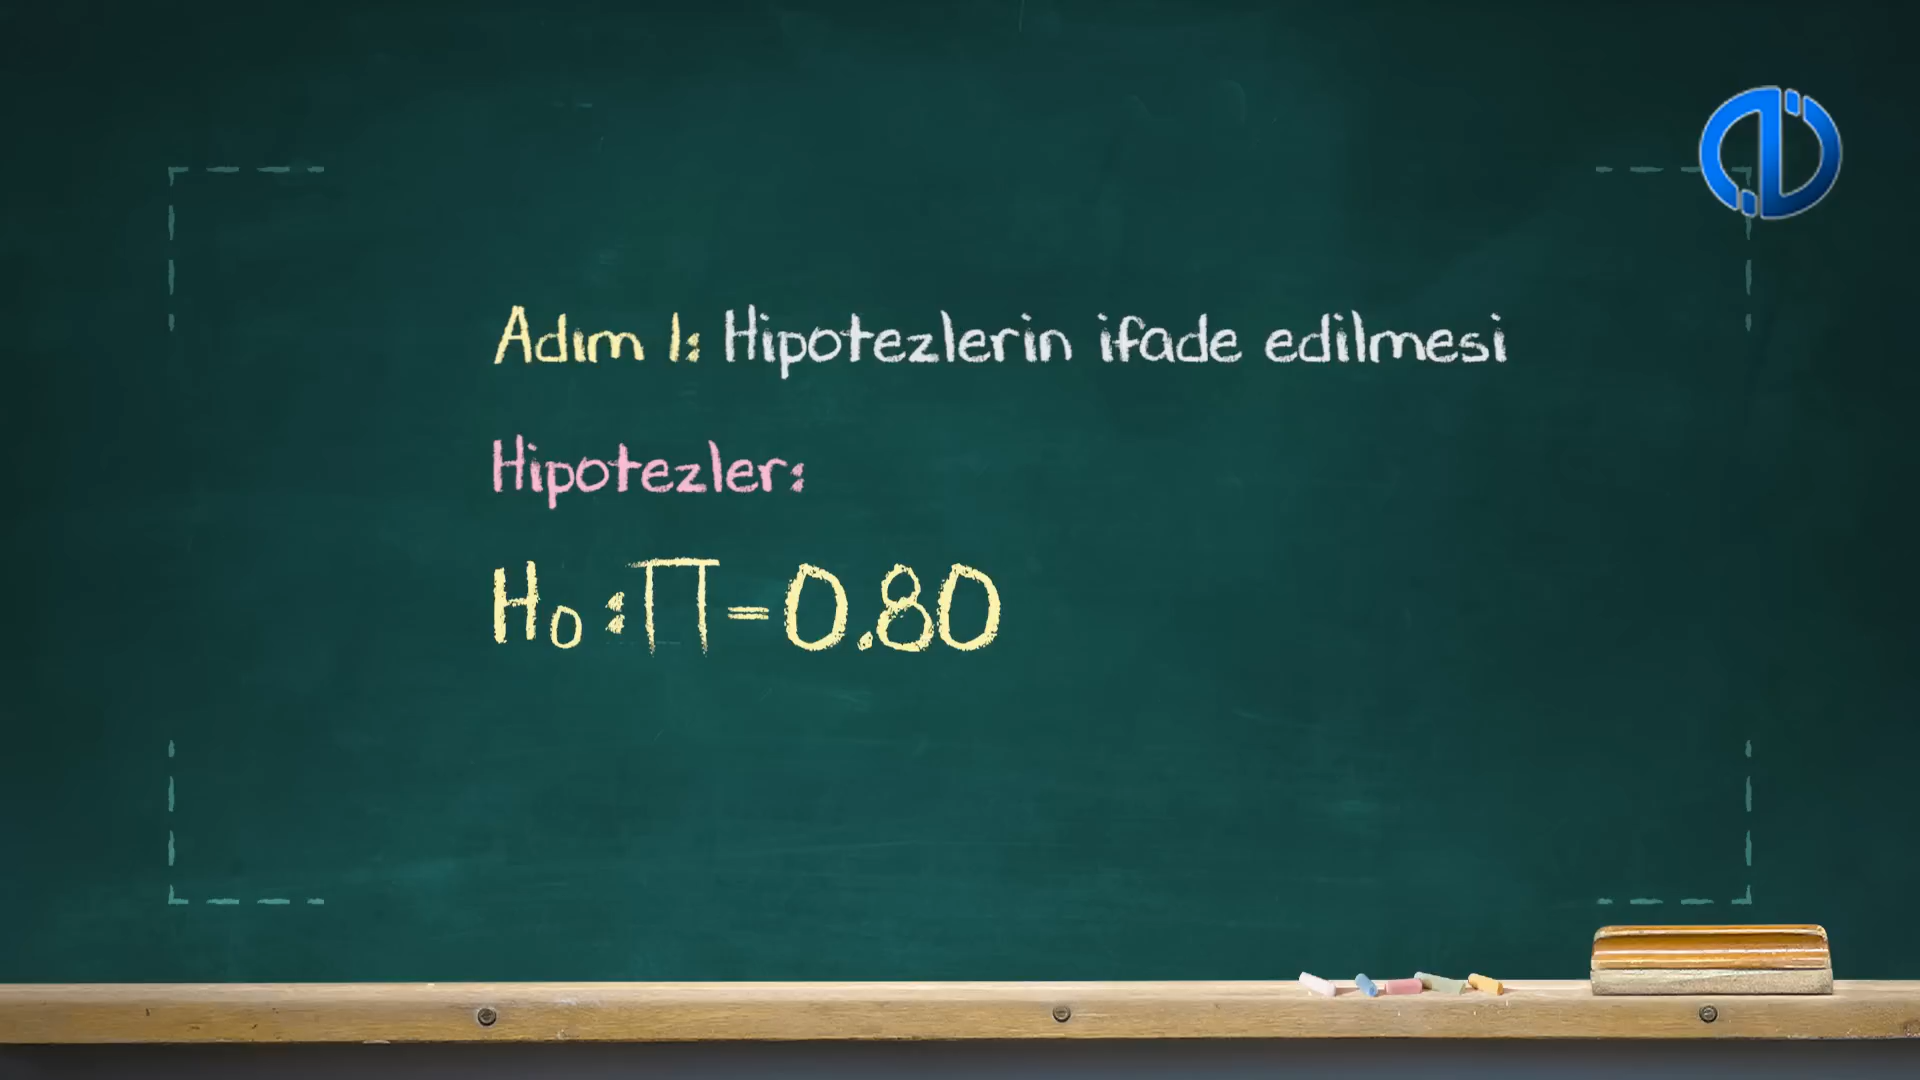 Adım 1: Hipotezlerin ifade edilmesi
Hipotezler:
H₀ : Π = 0.80